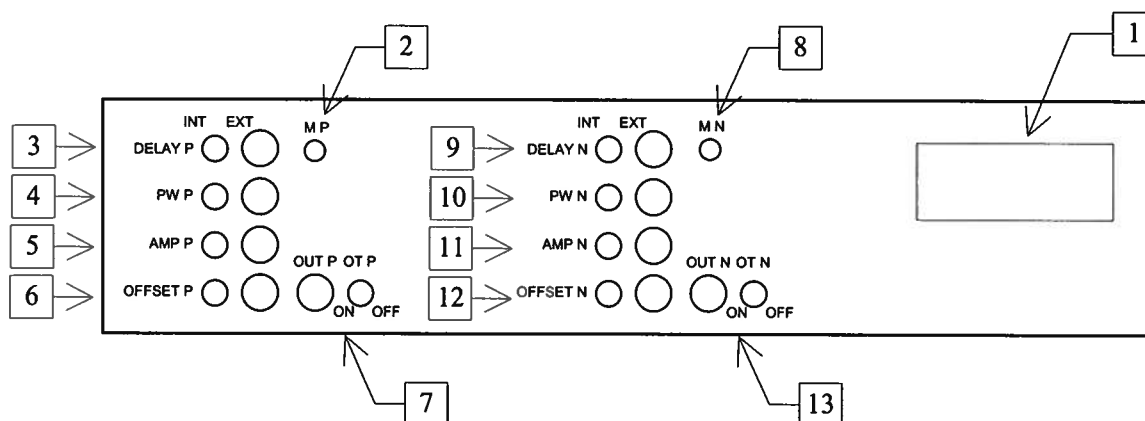 2
8
1
INT EXT
M P
INT EXT
M N
3
DELAY P
9
DELAY N
4
PW P
10
PW N
5
AMP P
11
AMP N
OUT P OT P
OUT N OT N
6
OFFSET P
12
OFFSET N
ON OFF
ON OFF
7
13